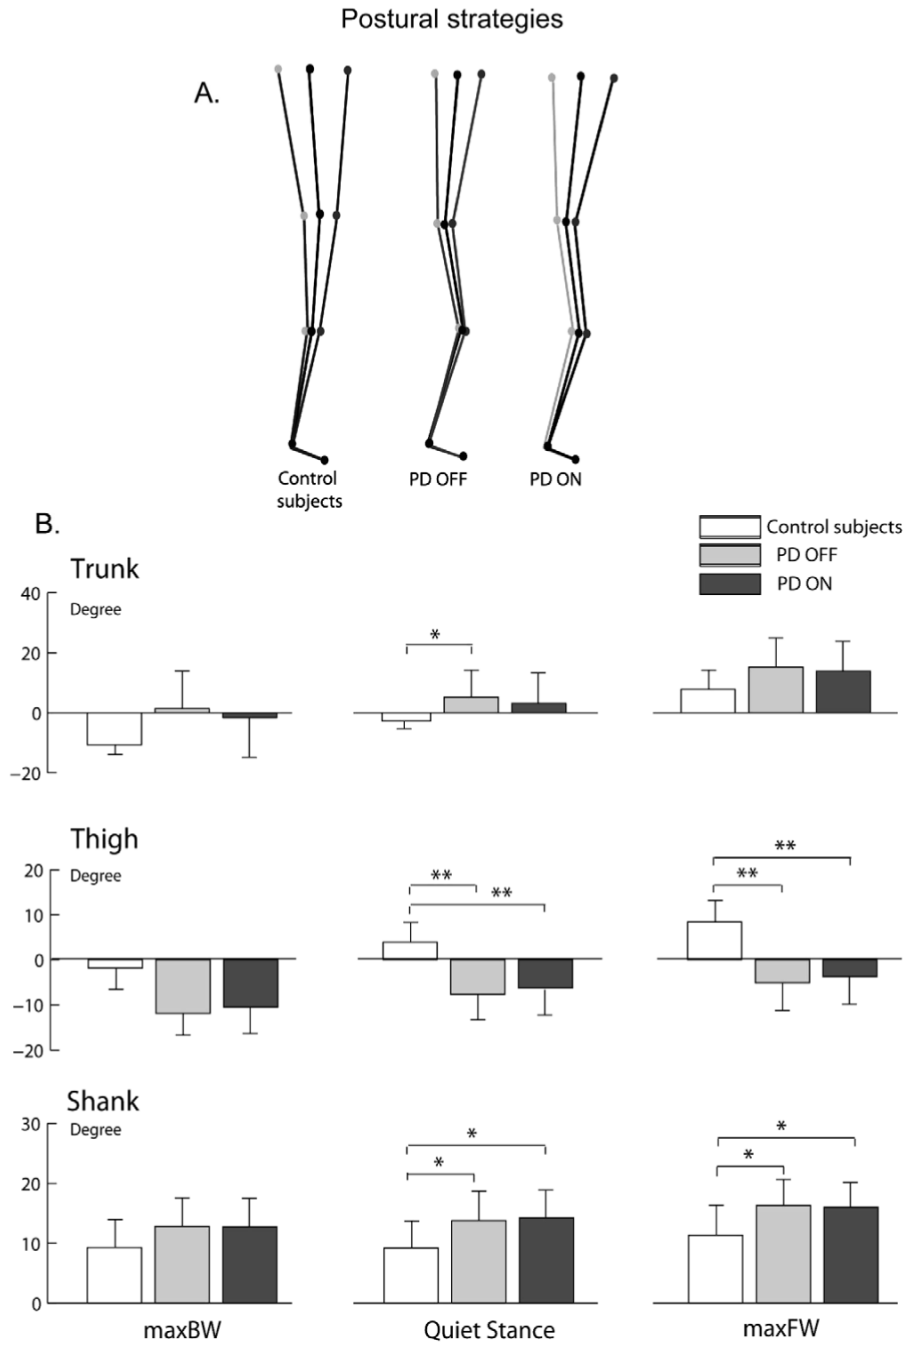 Postural strategies
A.
Control
subjects
PD OFF
PD ON
B.
Control subjects
PD OFF
PD ON
Trunk
Degree
40
20
0
−20
*
Thigh
Degree
20
10
0
−10
−20
**
**
**
**
Shank
Degree
30
20
10
0
*
*
*
*
maxBW
Quiet Stance
maxFW